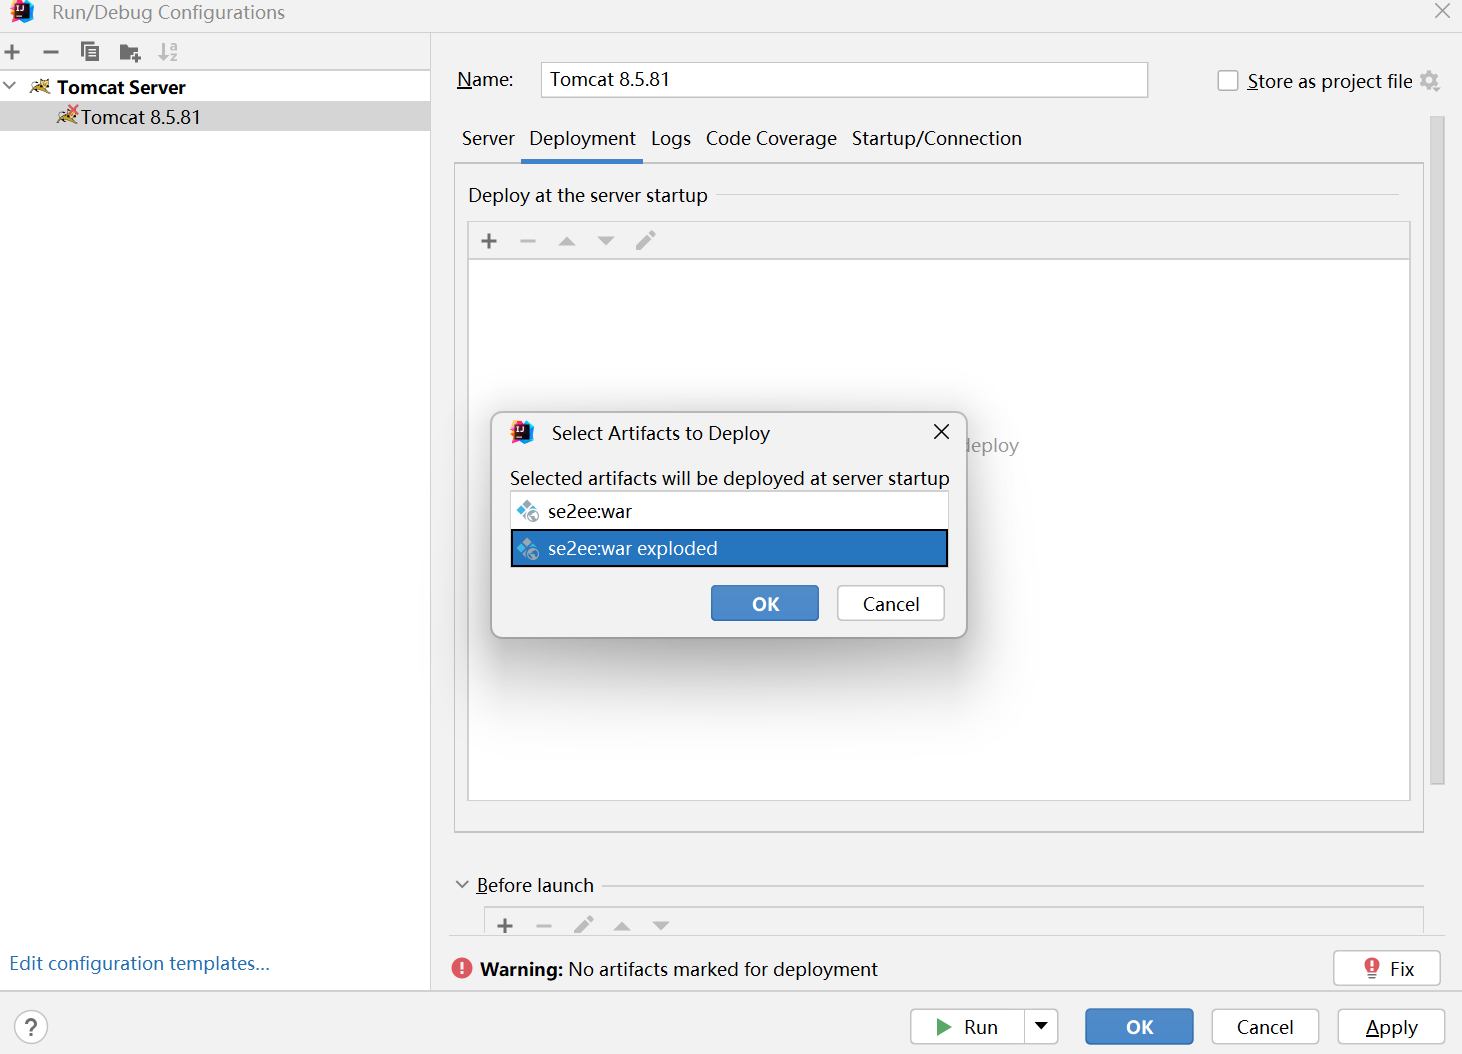 Run/Debug Configurations
Tomcat Server
Tomcat 8.5.81
Name: Tomcat 8.5.81
Store as project file
Server Deployment Logs Code Coverage Startup/Connection
Deploy at the server startup
deploy
Select Artifacts to Deploy
Selected artifacts will be deployed at server startup
se2ee:war
se2ee:war exploded
OK Cancel
Before launch
Edit configuration templates...
Warning: No artifacts marked for deployment
Fix
? Run OK Cancel Apply